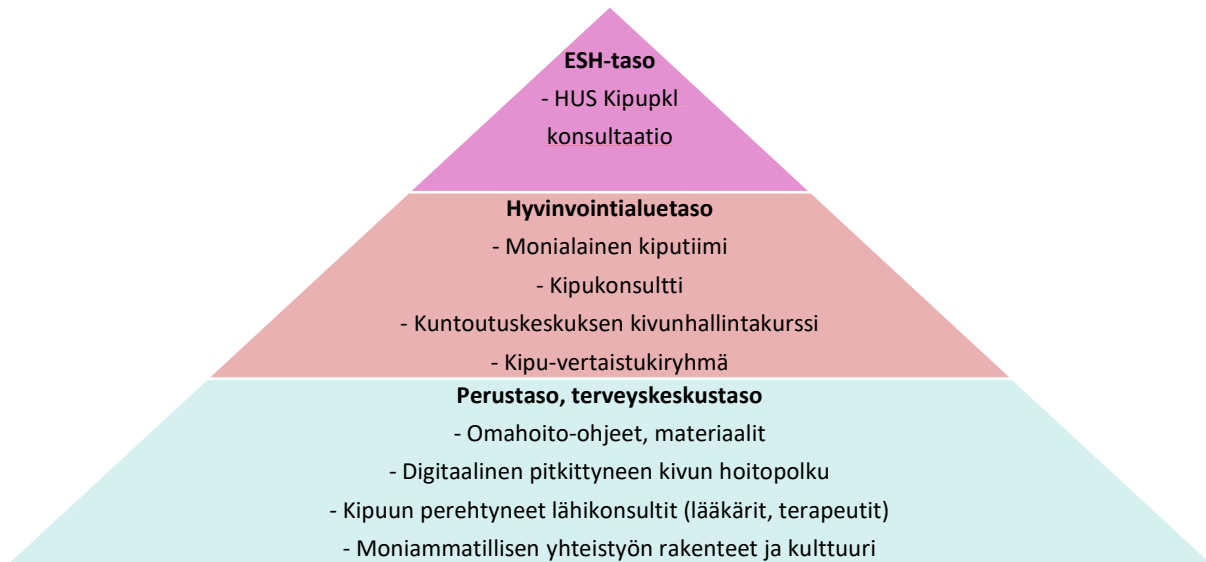 ESH-taso
- HUS Kipupkl
konsultaatio
Hyvinvointialuetaso
- Monialainen kiputiimi
- Kipukonsultti
- Kuntoutuskeskuksen kivunhallintakurssi
- Kipu-vertaistukiryhmä
Perustaso, terveyskeskustaso
- Omahoito-ohjeet, materiaalit
- Digitaalinen pitkittyneen kivun hoitopolku
- Kipuun perehtyneet lähikonsultit (lääkärit, terapeutit)
- Moniammatillisen yhteistyön rakenteet ja kulttuuri